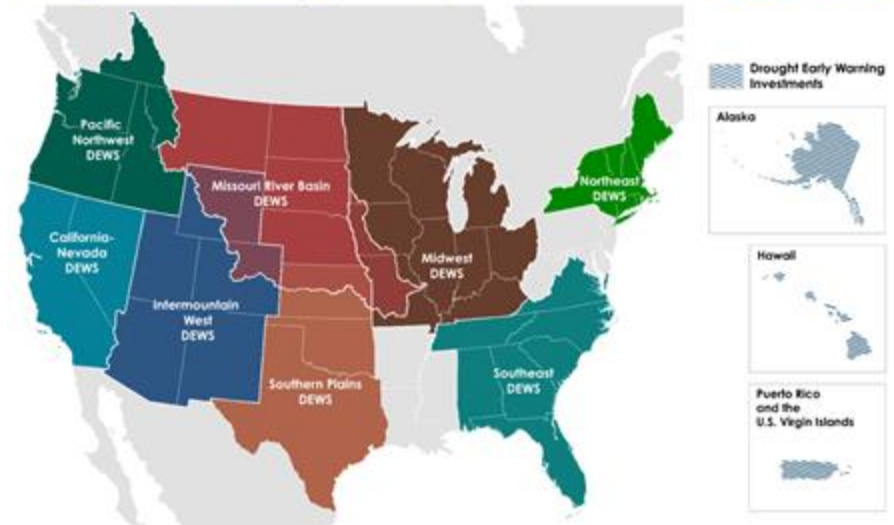 Pacific
Northwest
DEWS
Missouri River Basin
DEWS
Northeast
DEWS
California-
Nevada
DEWS
Midwest
DEWS
Intermountain
West
DEWS
Southern Plains
DEWS
Southeast
DEWS
Drought Early Warning
Investments
Alaska
Hawaii
Puerto Rico
and the
U.S. Virgin Islands